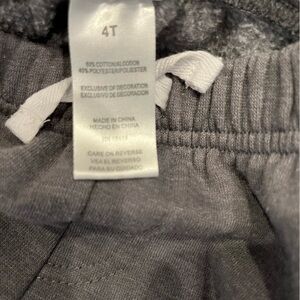 4T
60% COTTON/ALGODON
40% POLYESTER/POLIESTER
EXCLUSIVE OF DECORATION
EXCLUSIVO DE DECORACION
MADE IN CHINA
HECHO EN CHINA
CARE ON REVERSE
VEA EL REVERSO
PARA SU CUIDADO